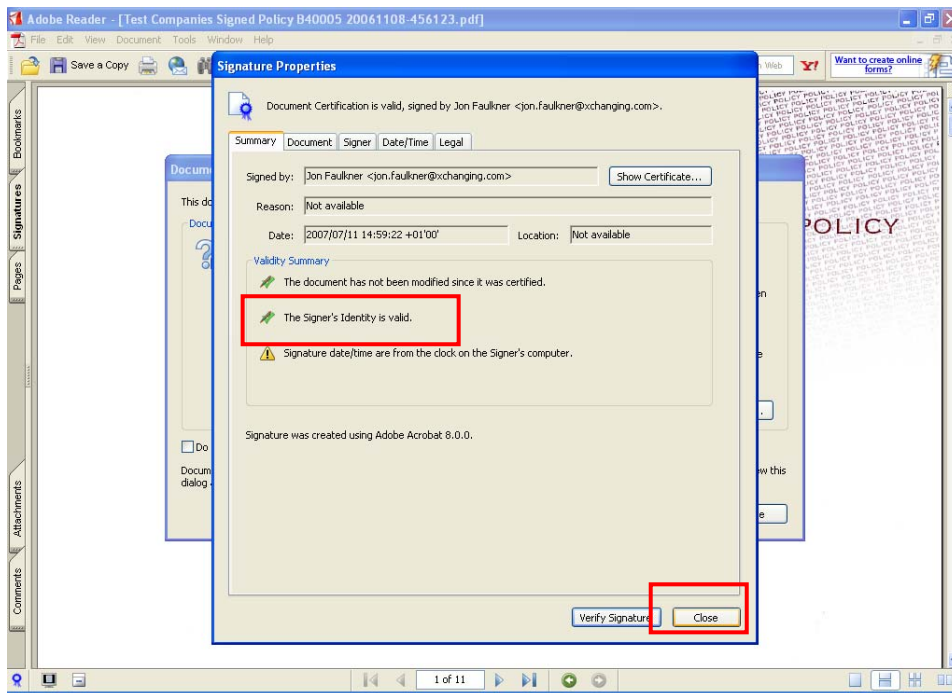 Adobe Reader - [Test Companies Signed Policy B40005 20061108-456123.pdf]
File Edit View Document Tools Window Help
Save a Copy
Web
Y!
Want to create online forms?
Signature Properties
Document Certification is valid, signed by Jon Faulkner <jon.faulkner@xchanging.com>.
Summary Document Signer Date/Time Legal
Signed by: Jon Faulkner <jon.faulkner@xchanging.com> Show Certificate...
Reason: Not available
Date: 2007/07/11 14:59:22 +01'00' Location: Not available
Validity Summary
The document has not been modified since it was certified.
The Signer's Identity is valid.
Signature date/time are from the clock on the Signer's computer.
Signature was created using Adobe Acrobat 8.0.0.
Verify Signature Close
Bookmarks
Signatures
Pages
Attachments
Comments
This do
Do
dialog
POLICY
w this
1 of 11